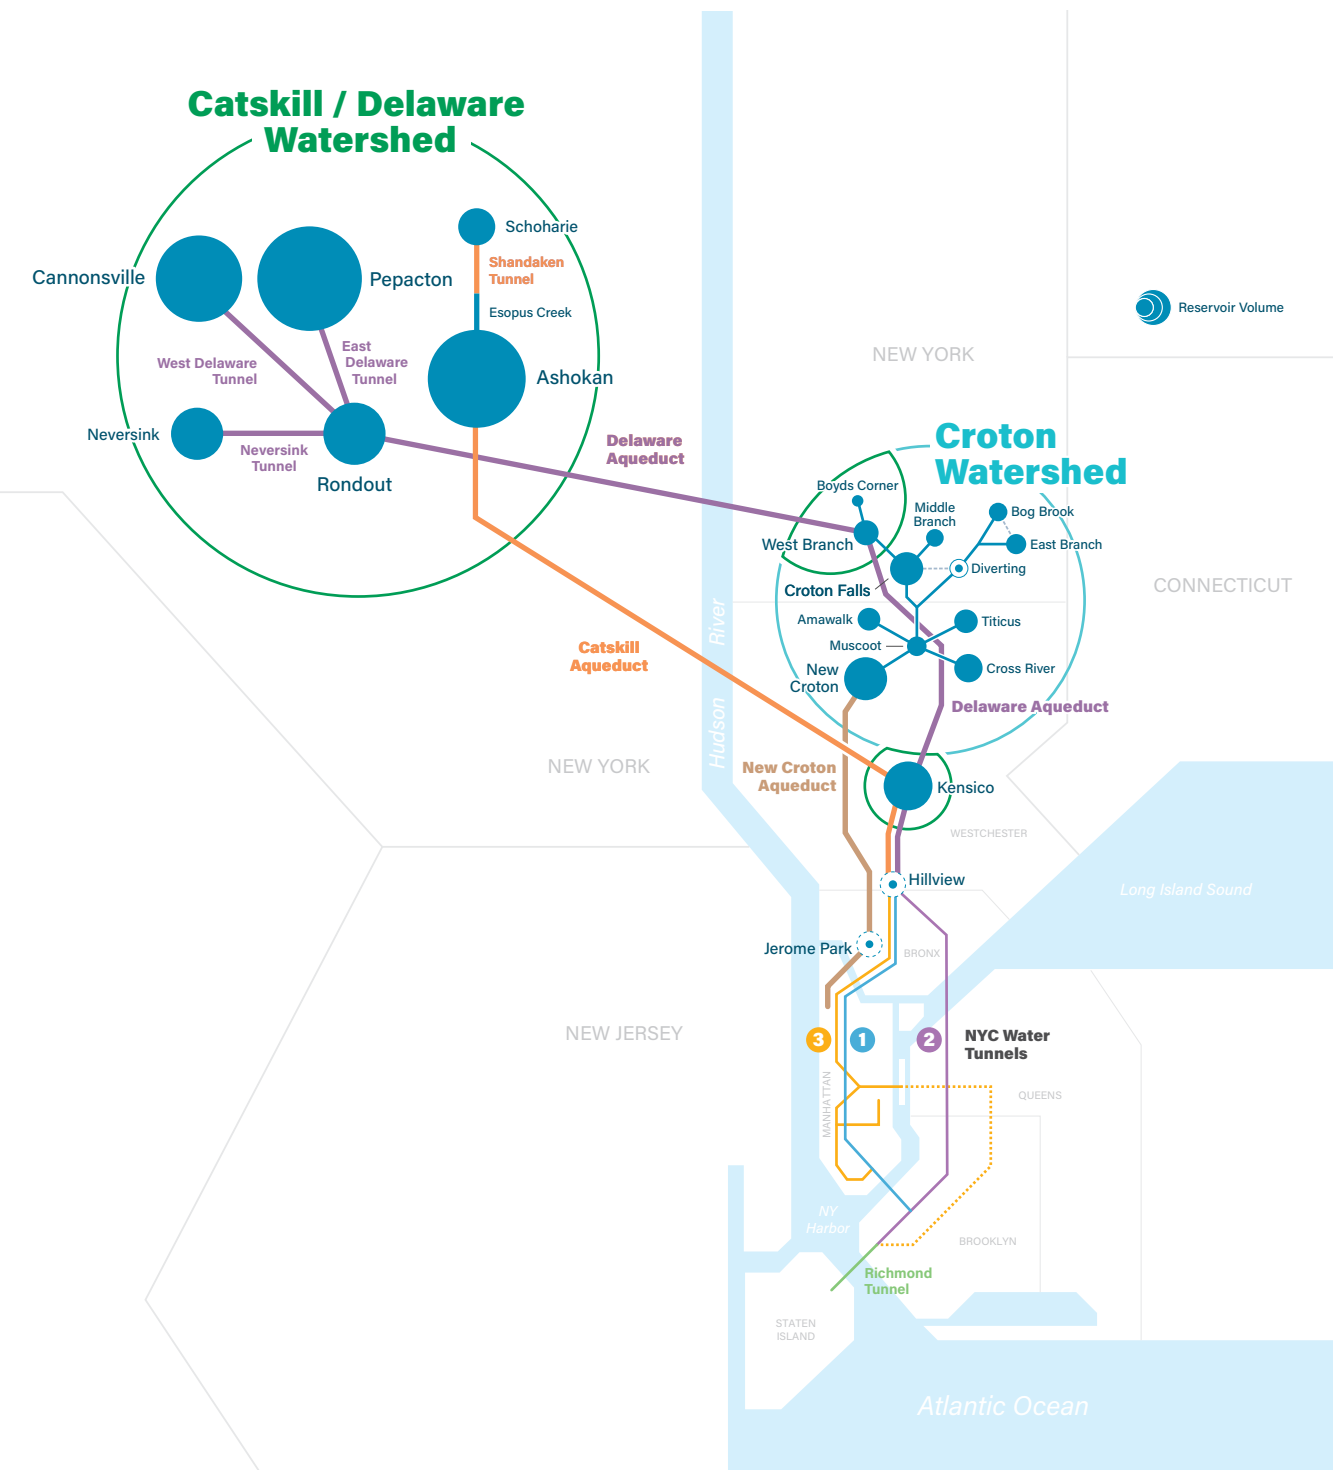 Catskill / Delaware
Watershed
Schoharie
Shandaken
Tunnel
Cannonsville
Pepacton
Esopus Creek
Reservoir Volume
East
Delaware
Tunnel
West Delaware
Tunnel
Ashokan
NEW YORK
Neversink
Neversink
Tunnel
Rondout
Delaware
Aqueduct
Croton
Watershed
Boyds Corner
Middle
Branch
Bog Brook
West Branch
East Branch
Diverting
Croton Falls
CONNECTICUT
Amawalk
Titicus
Muscoot
New
Croton
Cross River
Catskill
Aqueduct
Hudson River
Delaware Aqueduct
NEW YORK
New Croton
Aqueduct
Kensico
WESTCHESTER
Hillview
Long Island Sound
Jerome Park
BRONX
NEW JERSEY
3
1
2
NYC Water
Tunnels
MANHATTAN
QUEENS
NY
Harbor
BROOKLYN
Richmond
Tunnel
STATEN
ISLAND
Atlantic Ocean